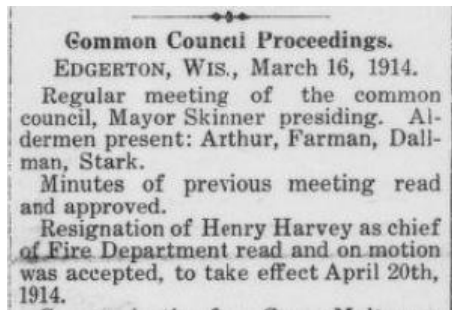 Common Council Proceedings.
EDGERTON, WIS., March 16, 1914.
Regular meeting of the common
council, Mayor Skinner presiding. Al-
dermen present: Arthur, Farman, Dall-
man, Stark.
Minutes of previous meeting read
and approved.
Resignation of Henry Harvey as chief
of Fire Department read and on motion
was accepted, to take effect April 20th,
1914.